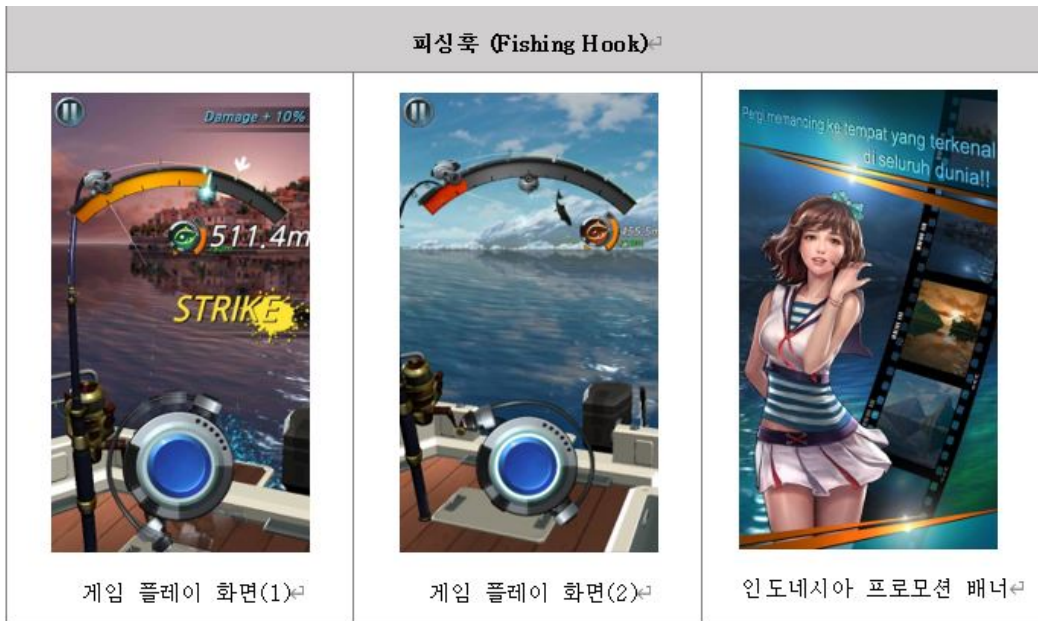 피싱훅 (Fishing Hook)
Damage + 10%
511.4m
STRIKE
Pergi memancing ke tempat yang terkenal
di seluruh dunia!!
게임 플레이 화면(1)
게임 플레이 화면(2)
인도네시아 프로모션 배너